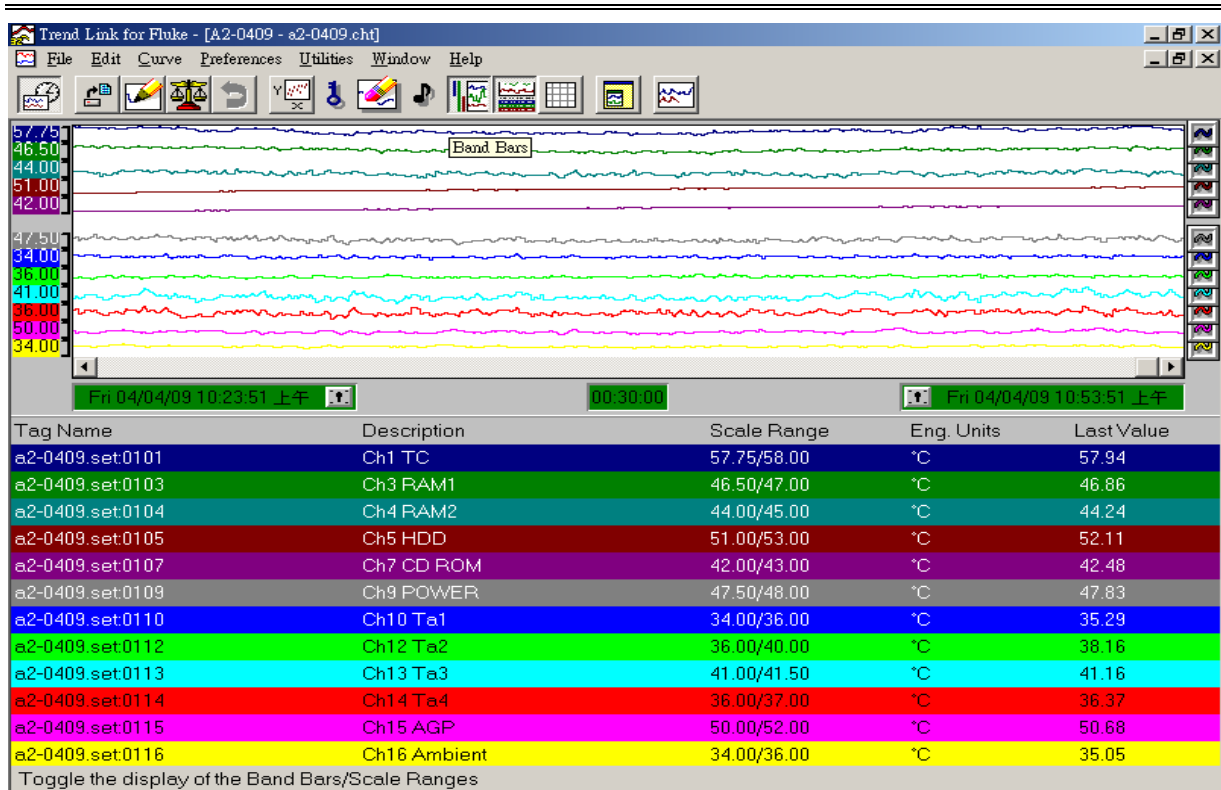 Trend Link for Fluke - [A2-0409 - a2-0409.cht]
File Edit Curve Preferences Utilities Window Help
57.75
46.50
Band Bars
44.00
51.00
42.00
47.50
34.00
36.00
41.00
36.00
50.00
34.00
Fri 04/04/09 10:23:51 上午 00:30:00 Fri 04/04/09 10:53:51 上午
Tag Name Description Scale Range Eng. Units Last Value
a2-0409.set:0101 Ch1 TC 57.75/58.00 °C 57.94
a2-0409.set:0103 Ch3 RAM1 46.50/47.00 °C 46.86
a2-0409.set:0104 Ch4 RAM2 44.00/45.00 °C 44.24
a2-0409.set:0105 Ch5 HDD 51.00/53.00 °C 52.11
a2-0409.set:0107 Ch7 CD ROM 42.00/43.00 °C 42.48
a2-0409.set:0109 Ch9 POWER 47.50/48.00 °C 47.83
a2-0409.set:0110 Ch10 Ta1 34.00/36.00 °C 35.29
a2-0409.set:0112 Ch12 Ta2 36.00/40.00 °C 38.16
a2-0409.set:0113 Ch13 Ta3 41.00/41.50 °C 41.16
a2-0409.set:0114 Ch14 Ta4 36.00/37.00 °C 36.37
a2-0409.set:0115 Ch15 AGP 50.00/52.00 °C 50.68
a2-0409.set:0116 Ch16 Ambient 34.00/36.00 °C 35.05
Toggle the display of the Band Bars/Scale Ranges